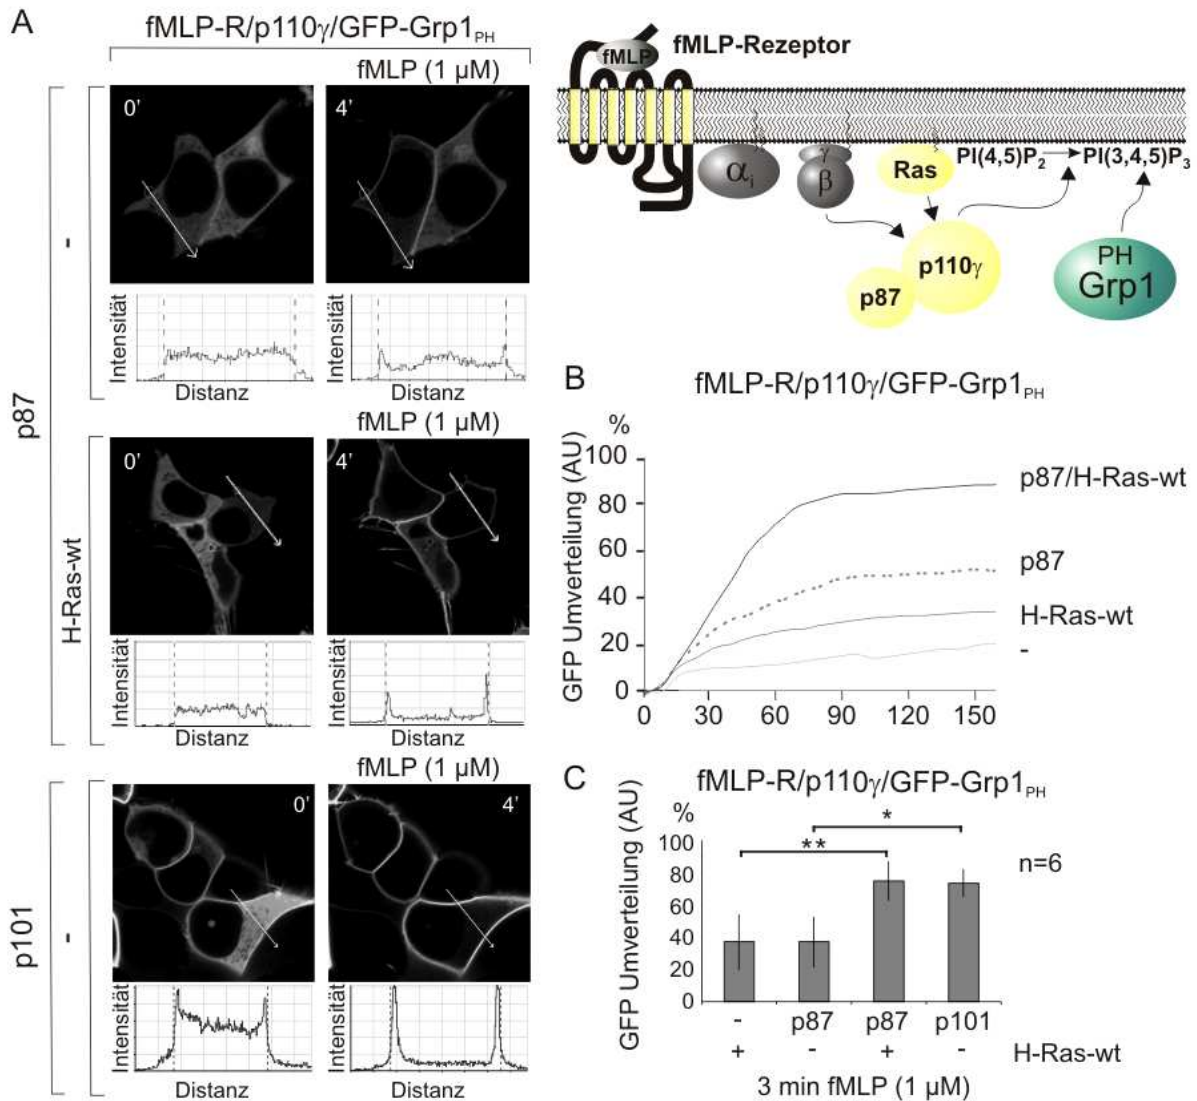 A
fMLP-R/p110γ/GFP-Grp1PH
fMLP (1 µM)
0'
4'
-
Intensität
Distanz
Intensität
Distanz
p87
fMLP (1 µM)
0'
4'
H-Ras-wt
Intensität
Distanz
Intensität
Distanz
fMLP (1 µM)
0'
4'
p101
-
Intensität
Distanz
Intensität
Distanz
fMLP
fMLP-Rezeptor
αi
γ
β
Ras
PI(4,5)P2
PI(3,4,5)P3
p87
p110γ
PH
Grp1
B
fMLP-R/p110γ/GFP-Grp1PH
%
GFP Umverteilung (AU)
100
80
60
40
20
0
0 30 60 90 120 150
p87/H-Ras-wt
p87
H-Ras-wt
-
C
fMLP-R/p110γ/GFP-Grp1PH
%
GFP Umverteilung (AU)
100
80
60
40
20
0
*
**
n=6
- p87 p87 p101
+ - + - H-Ras-wt
3 min fMLP (1 µM)